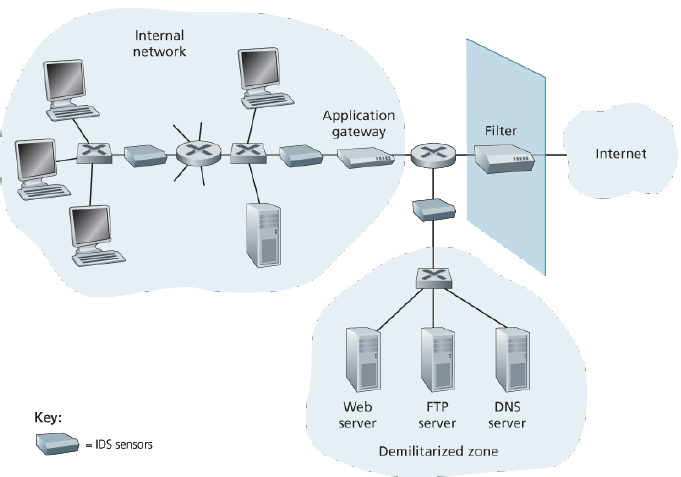 Internal
network
Application
gateway
Filter
Internet
Web
server
FTP
server
DNS
server
Demilitarized zone
Key:
= IDS sensors